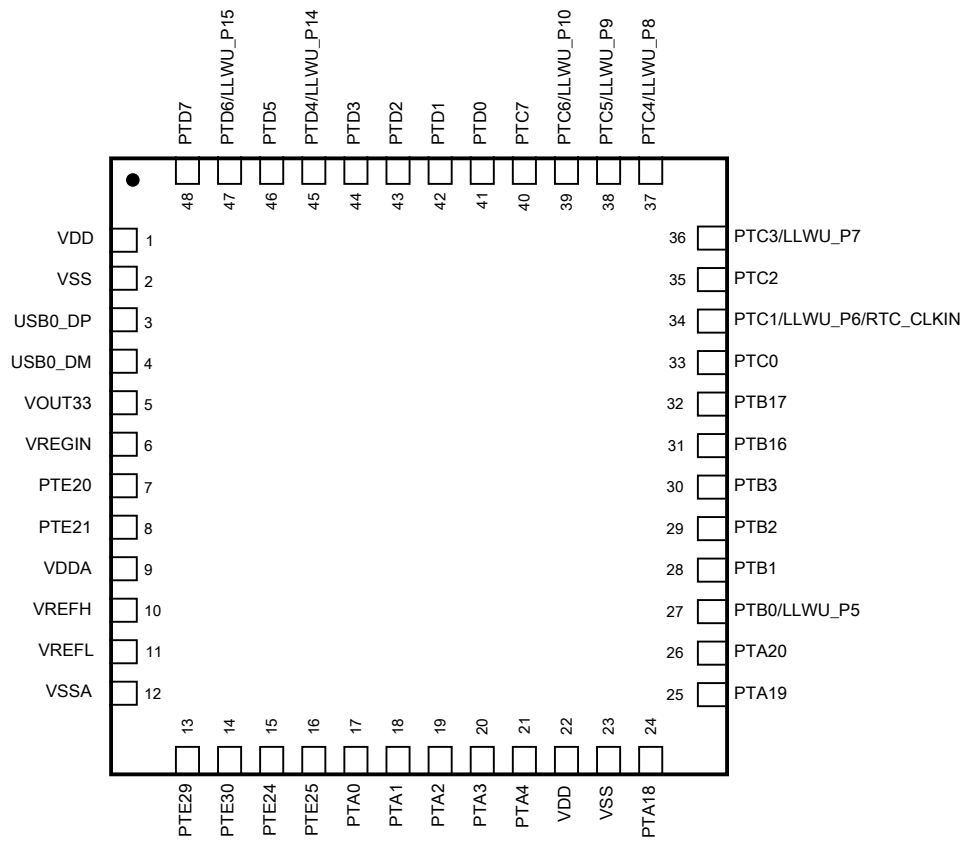 PTD7
PTD6/LLWU_P15
PTD5
PTD4/LLWU_P14
PTD3
PTD2
PTD1
PTD0
PTC7
PTC6/LLWU_P10
PTC5/LLWU_P9
PTC4/LLWU_P8
48
47
46
45
44
43
42
41
40
39
38
37
VDD 1
36 PTC3/LLWU_P7
VSS 2
35 PTC2
USB0_DP 3
34 PTC1/LLWU_P6/RTC_CLKIN
USB0_DM 4
33 PTC0
VOUT33 5
32 PTB17
VREGIN 6
31 PTB16
PTE20 7
30 PTB3
PTE21 8
29 PTB2
VDDA 9
28 PTB1
VREFH 10
27 PTB0/LLWU_P5
VREFL 11
26 PTA20
VSSA 12
25 PTA19
13
14
15
16
17
18
19
20
21
22
23
24
PTE29
PTE30
PTE24
PTE25
PTA0
PTA1
PTA2
PTA3
PTA4
VDD
VSS
PTA18